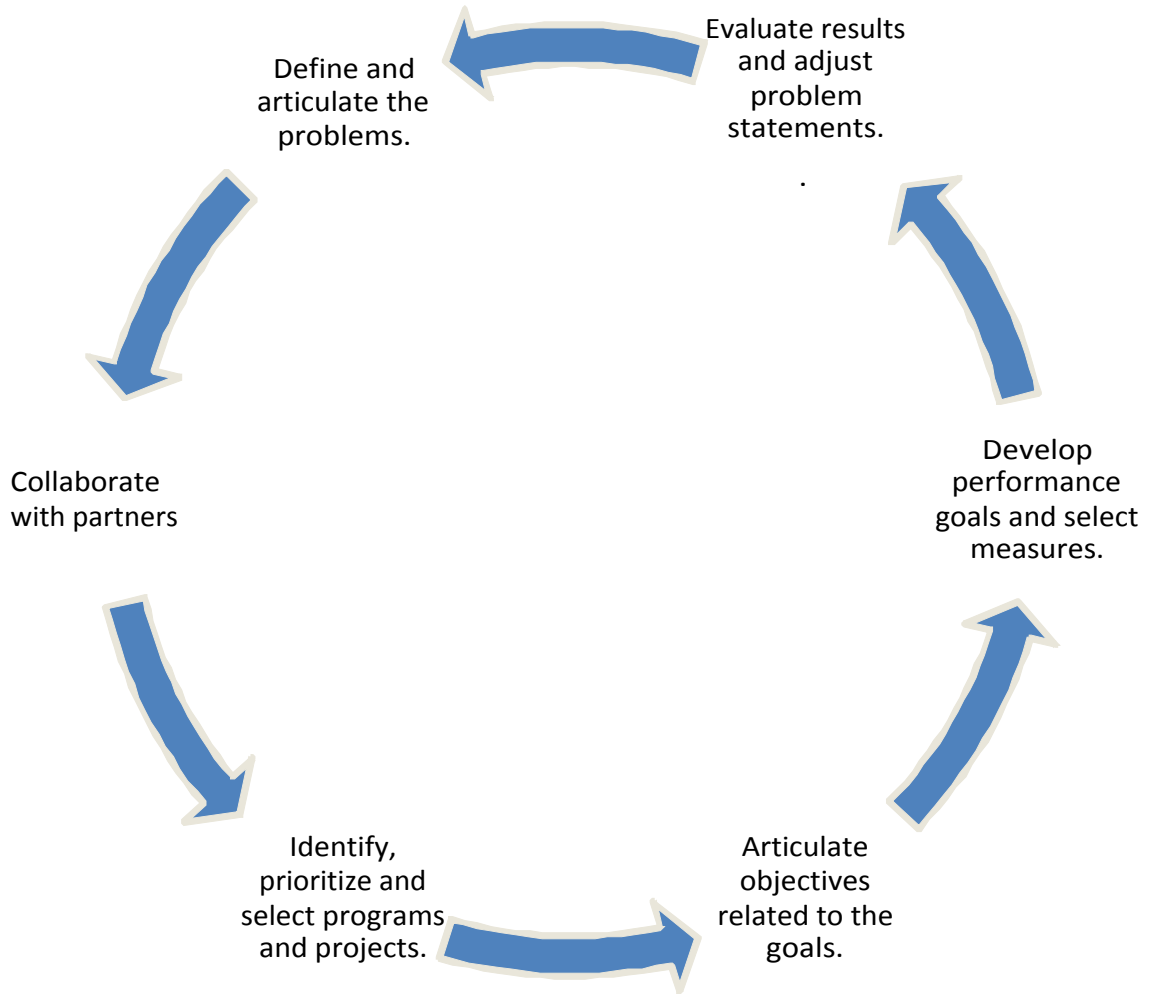 Define and
articulate the
problems.
Evaluate results
and adjust
problem
statements.
.
Collaborate
with partners
Develop
performance
goals and select
measures.
Identify,
prioritize and
select programs
and projects.
Articulate
objectives
related to the
goals.